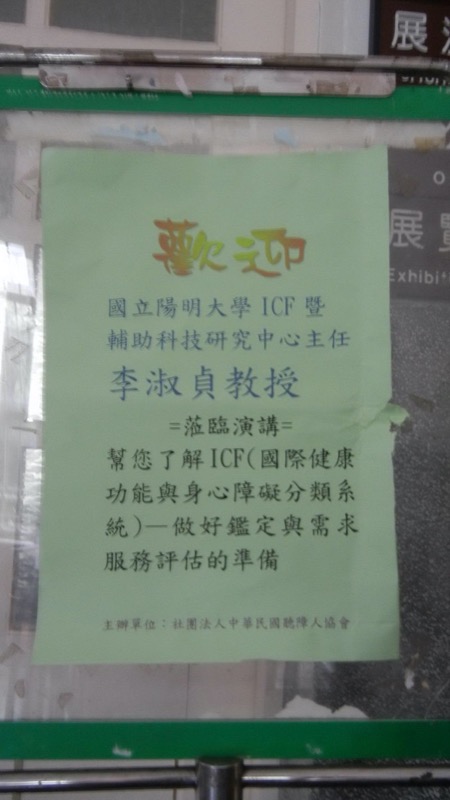 展
歡迎
國立陽明大學 ICF 暨
輔助科技研究中心主任
李淑貞教授
=蒞臨演講=
幫您了解ICF(國際健康
功能與身心障礙分類系
統)—做好鑑定與需求
服務評估的準備
主辦單位：社團法人中華民國聽障人協會
展覽
Exhibit